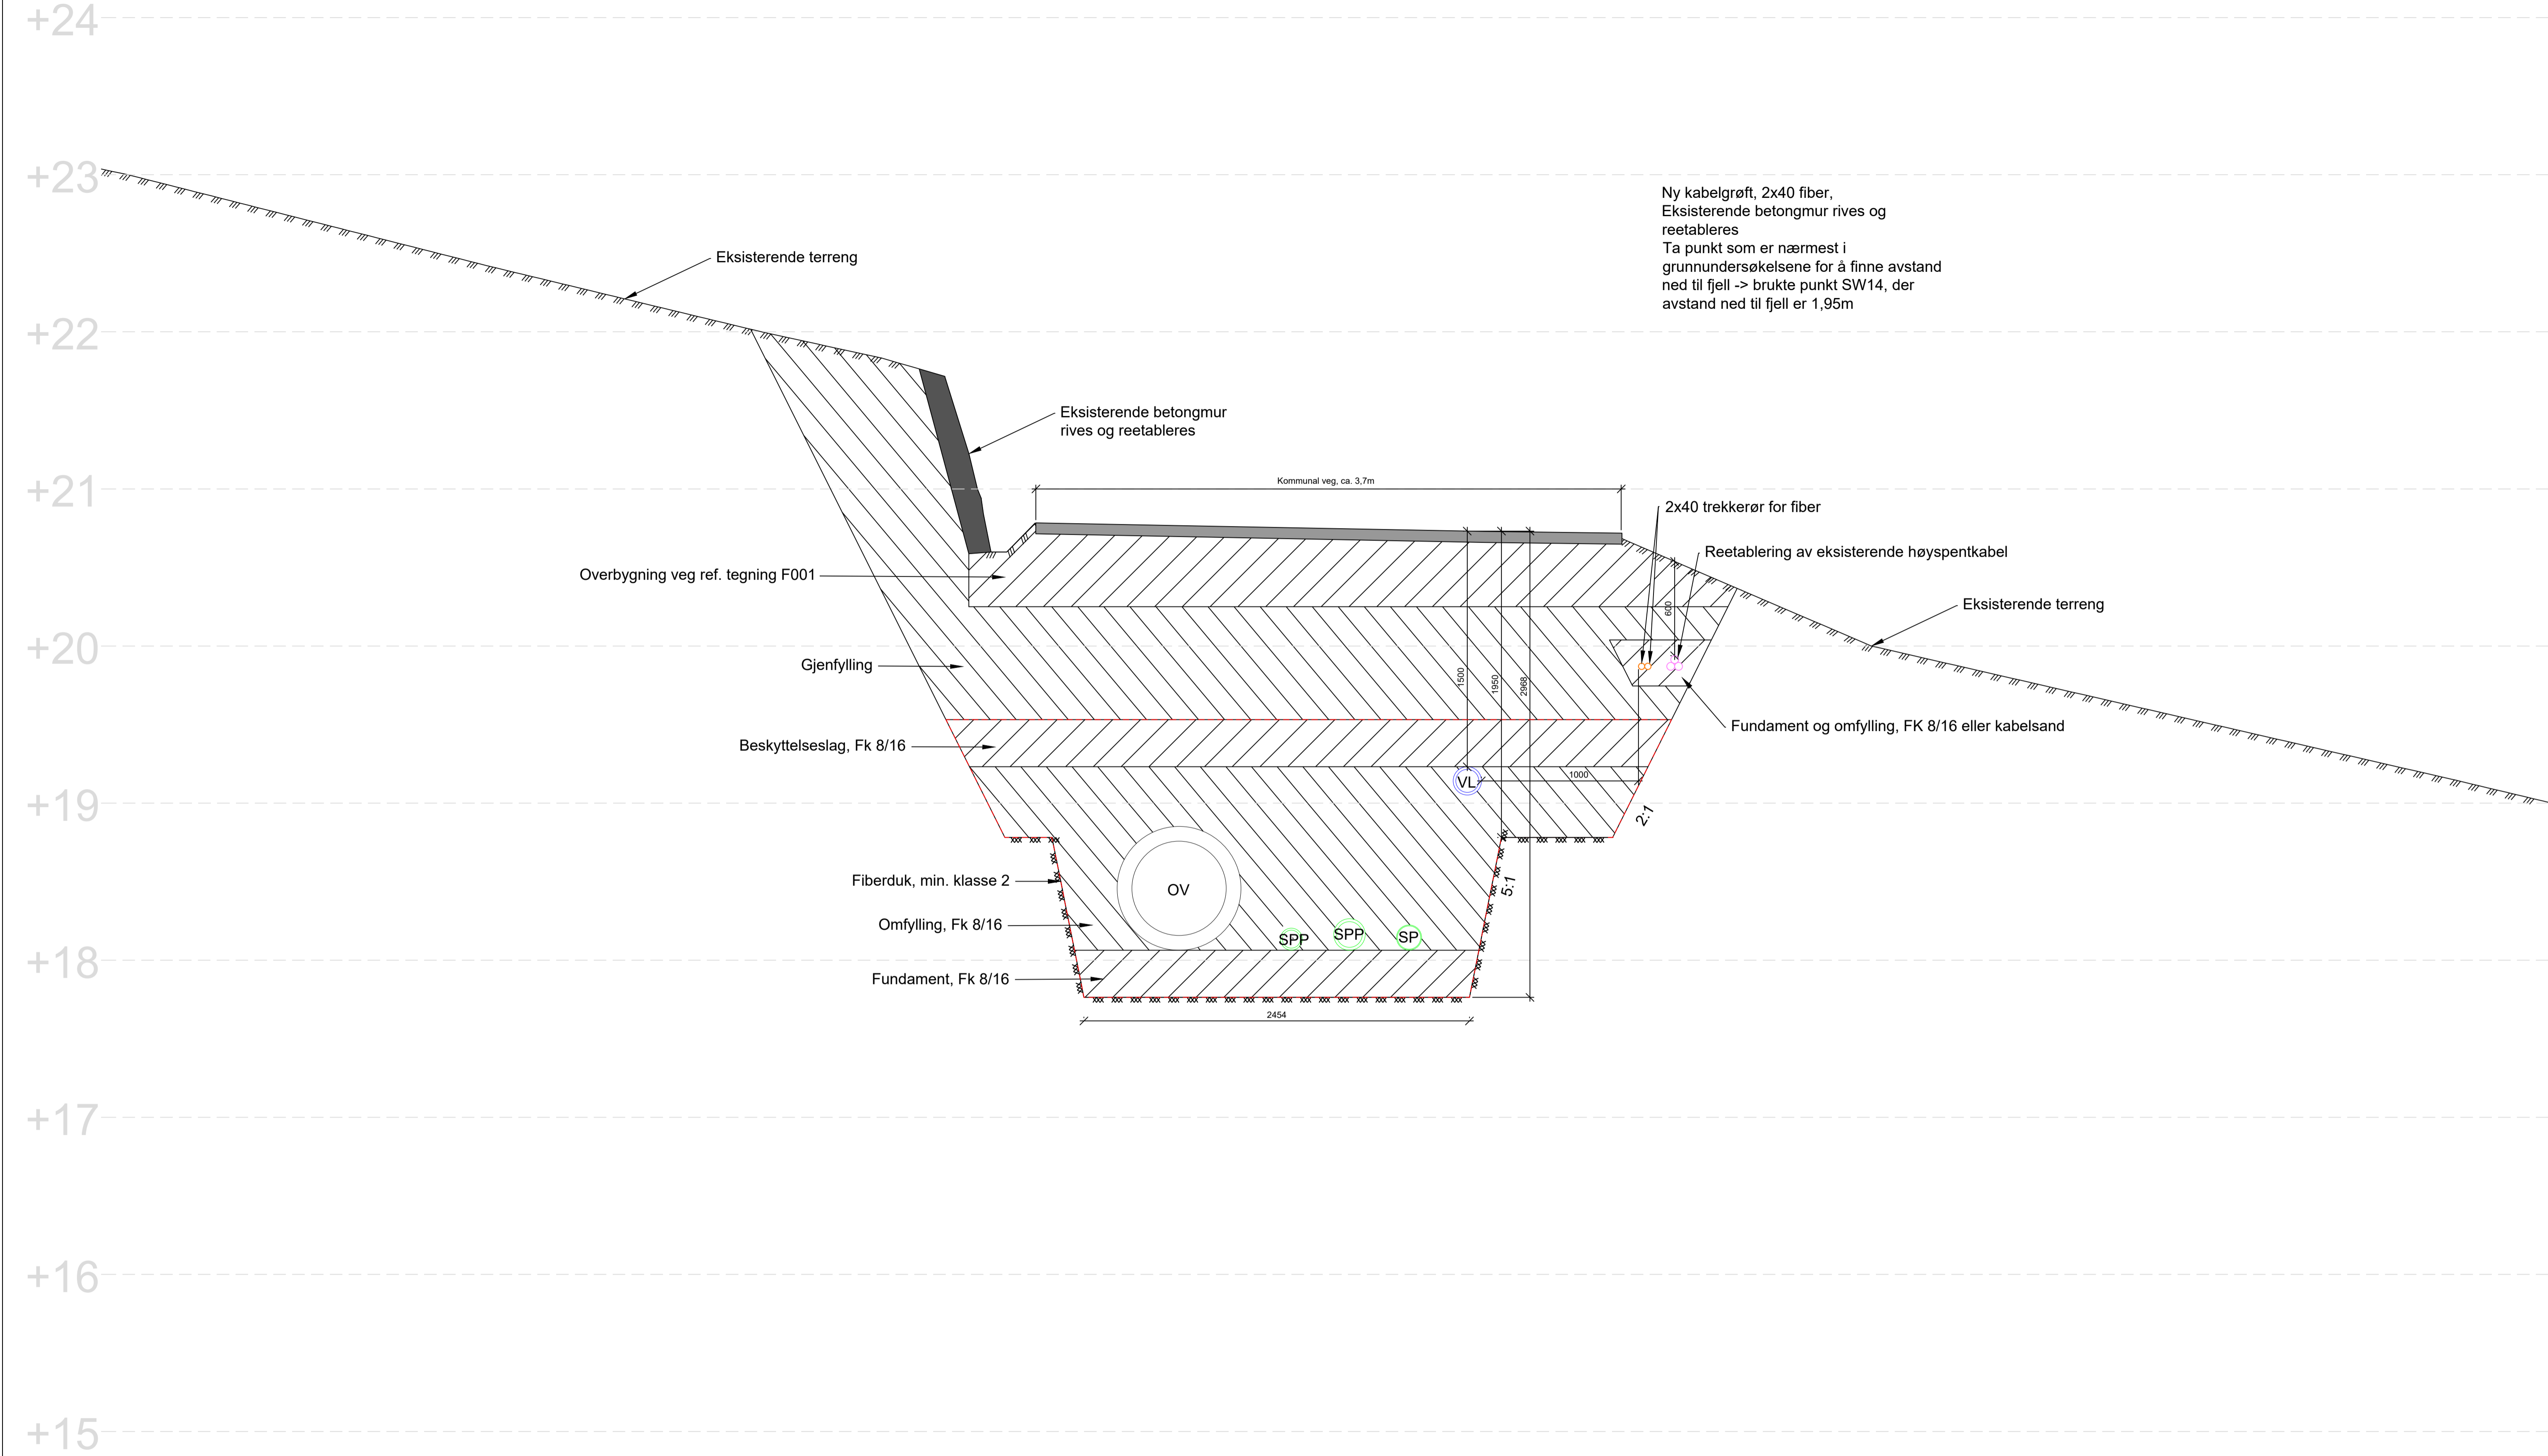 +24
+23
Ny kabelgrøft, 2x40 fiber,
Eksisterende betongmur rives og
reetableres
Ta punkt som er nærmest i
grunnundersøkelsene for å finne avstand
ned til fjell -> brukte punkt SW14, der
avstand ned til fjell er 1,95m
Eksisterende terreng
+22
Eksisterende betongmur
rives og reetableres
+21
Kommunal veg, ca. 3,7m
2x40 trekkerør for fiber
Reetablering av eksisterende høyspentkabel
Overbygning veg ref. tegning F001
600
Eksisterende terreng
+20
Gjenfylling
1500
1950
2968
Fundament og omfylling, FK 8/16 eller kabelsand
Beskyttelseslag, Fk 8/16
VL
1000
+19
2:1
Fiberduk, min. klasse 2
OV
5:1
Omfylling, Fk 8/16
SPP
SPP
SP
+18
Fundament, Fk 8/16
2454
+17
+16
+15